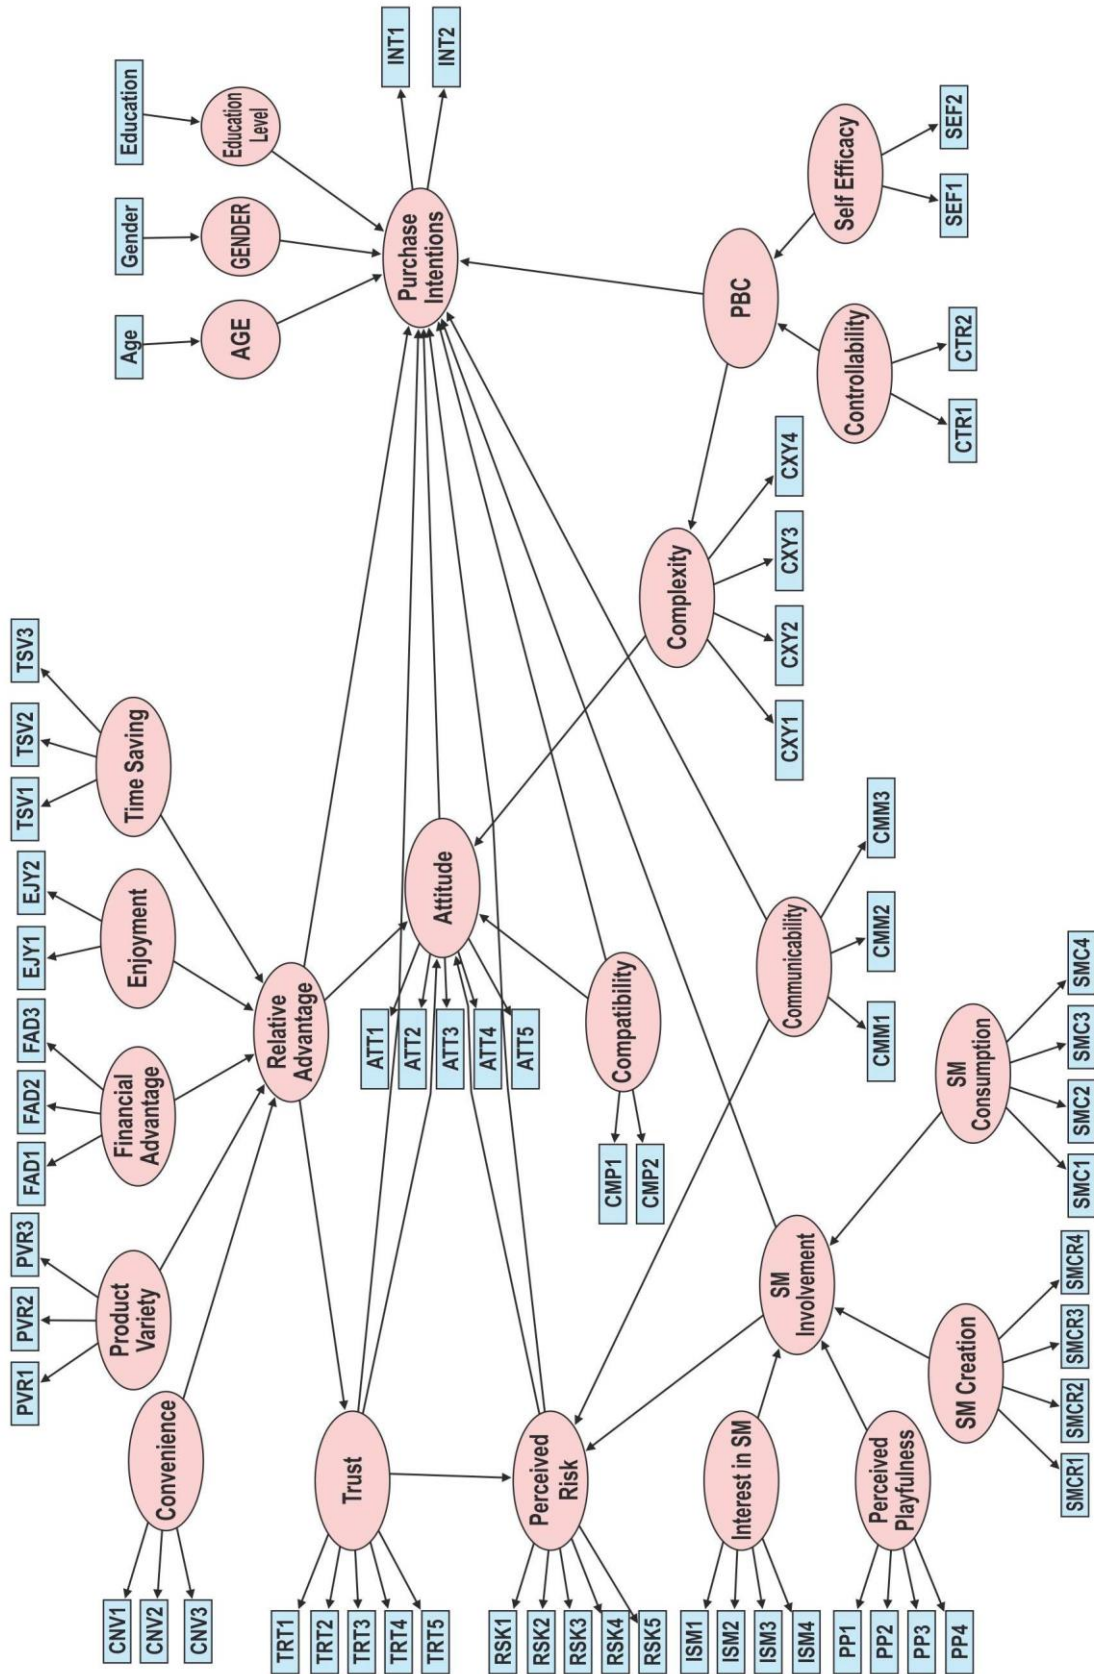 CNV1
CNV2
CNV3
Convenience
PVR1
PVR2
PVR3
Product
Variety
FAD1
FAD2
FAD3
Financial
Advantage
EJY1
EJY2
Enjoyment
TSV1
TSV2
TSV3
Time Saving
Age
Gender
Education
AGE
GENDER
Education
Level
Relative
Advantage
Purchase
Intentions
INT1
INT2
TRT1
TRT2
TRT3
TRT4
TRT5
Trust
ATT1
ATT2
ATT3
ATT4
ATT5
Attitude
RSK1
RSK2
RSK3
RSK4
RSK5
Perceived
Risk
CMP1
CMP2
Compatibility
Complexity
CXY1
CXY2
CXY3
CXY4
PBC
Controllability
CTR1
CTR2
Self Efficacy
SEF1
SEF2
ISM1
ISM2
ISM3
ISM4
Interest in SM
SM
Involvement
Communicability
CMM1
CMM2
CMM3
PP1
PP2
PP3
PP4
Perceived
Playfulness
SM Creation
SMCR1
SMCR2
SMCR3
SMCR4
SM
Consumption
SMC1
SMC2
SMC3
SMC4